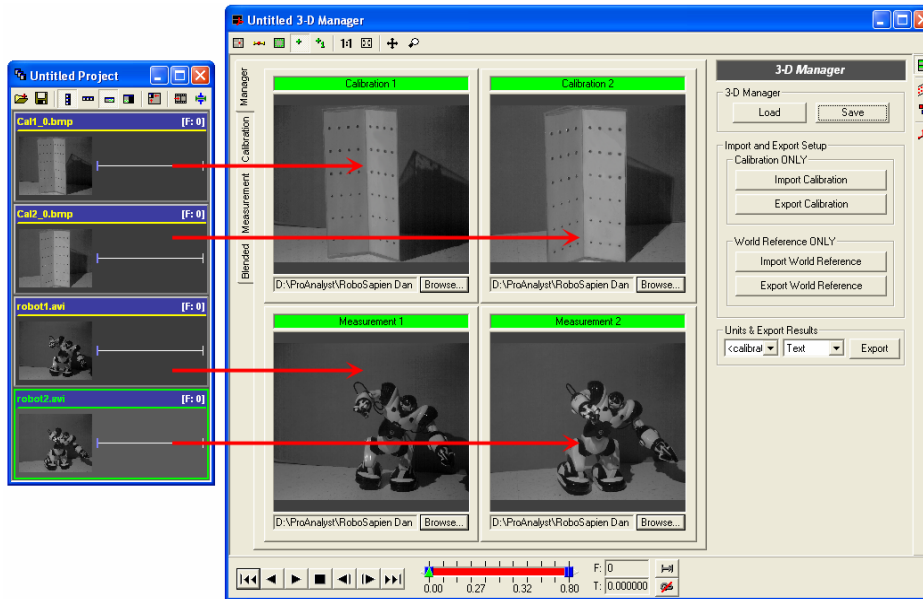 Untitled 3-D Manager
1:1
Untitled Project
Cal1_0.bmp [F: 0]
Cal2_0.bmp [F: 0]
robot1.avi [F: 0]
robot2.avi [F: 0]
Manager
Calibration
Measurement
Blended
Calibration 1
Calibration 2
D:\ProAnalyst\RoboSapien Dan Browse...
D:\ProAnalyst\RoboSapien Dan Browse...
Measurement 1
Measurement 2
D:\ProAnalyst\RoboSapien Dan Browse...
D:\ProAnalyst\RoboSapien Dan Browse...
3-D Manager
3-D Manager
Load Save
Import and Export Setup
Calibration ONLY
Import Calibration
Export Calibration
World Reference ONLY
Import World Reference
Export World Reference
Units & Export Results
<calibrat Text Export
0.00 0.27 0.32 0.80
F: 0
T: 0.000000